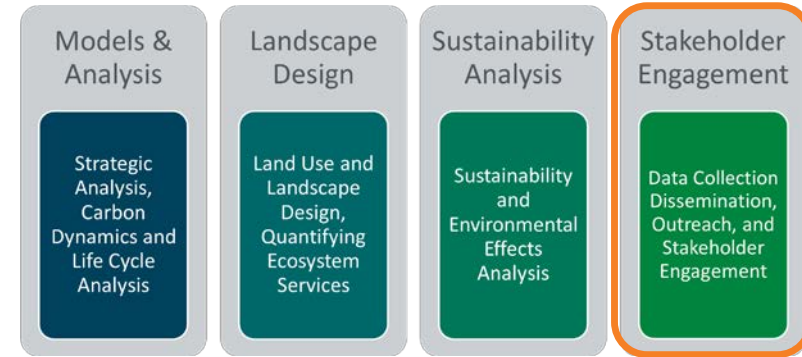 Models &
Analysis
Strategic
Analysis,
Carbon
Dynamics and
Life Cycle
Analysis
Landscape
Design
Land Use and
Landscape
Design,
Quantifying
Ecosystem
Services
Sustainability
Analysis
Sustainability
and
Environmental
Effects
Analysis
Stakeholder
Engagement
Data Collection
Dissemination,
Outreach, and
Stakeholder
Engagement